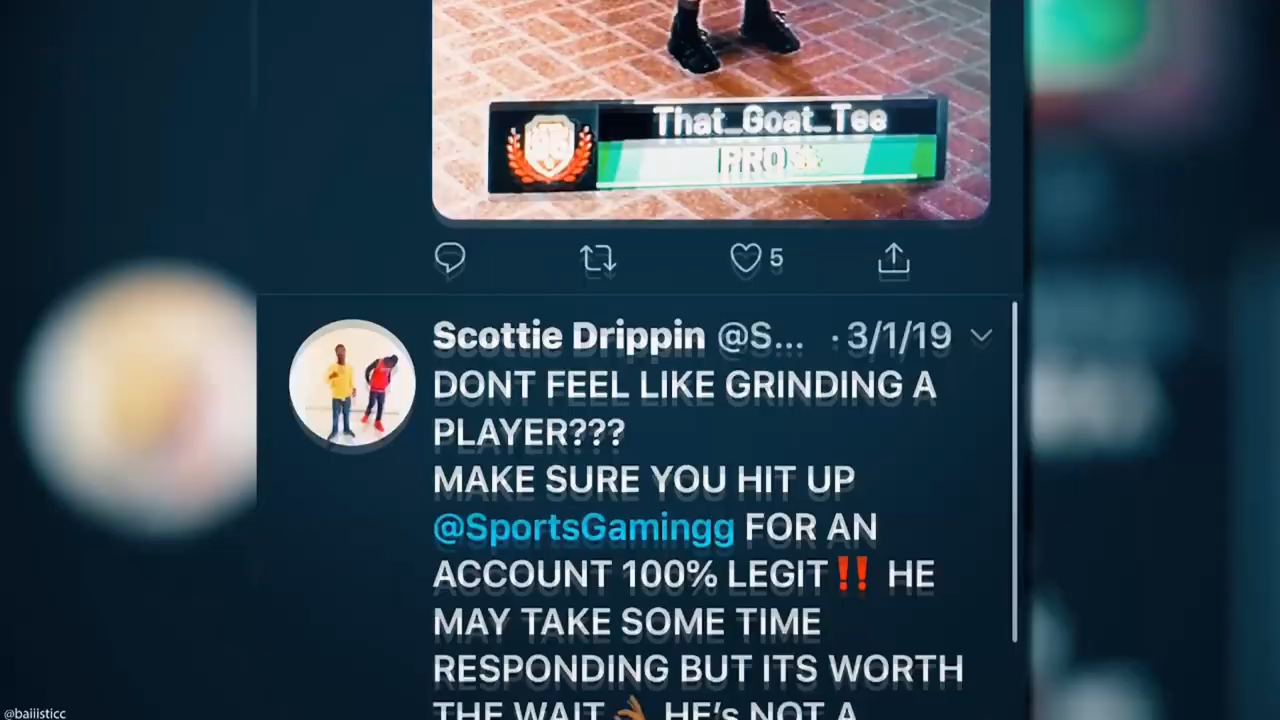 That_Goat_Tee
PRO
5
Scottie Drippin @S... · 3/1/19
DONT FEEL LIKE GRINDING A
PLAYER???
MAKE SURE YOU HIT UP
@SportsGamingg FOR AN
ACCOUNT 100% LEGIT‼️ HE
MAY TAKE SOME TIME
RESPONDING BUT ITS WORTH
THE WAIT👌🏾 HE's NOT A
@baiiisticc